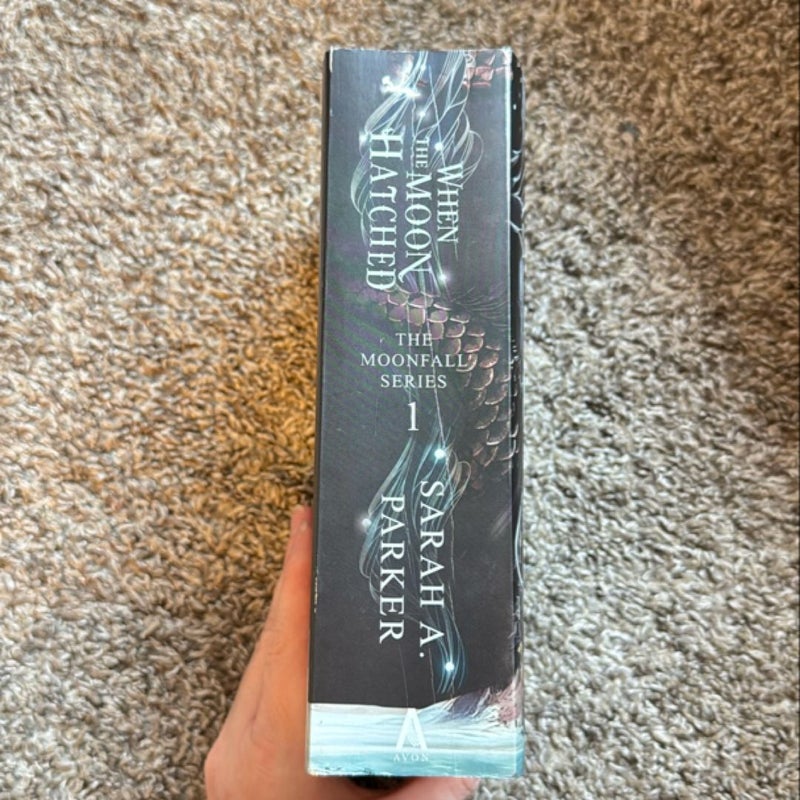 WHEN
THE MOON
HATCHED
THE
MOONFALL
SERIES
1
SARAH A.
PARKER
AVON